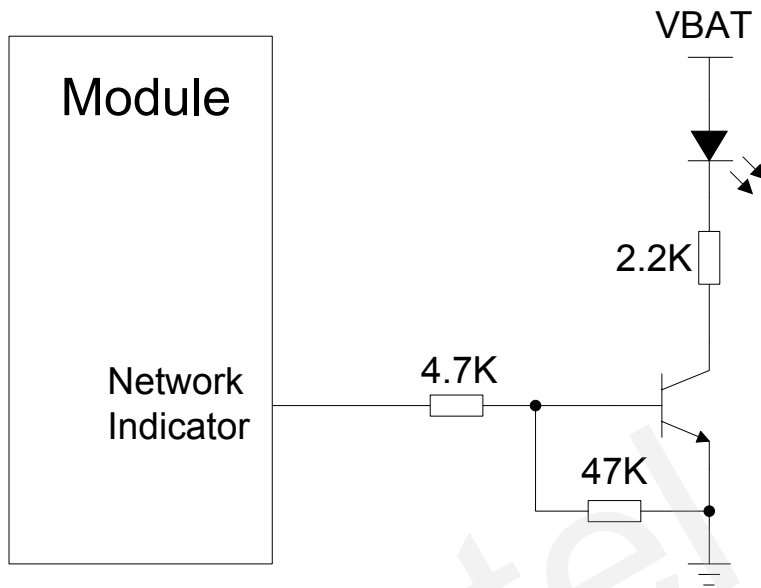 VBAT
Module
2.2K
4.7K
Network
Indicator
47K